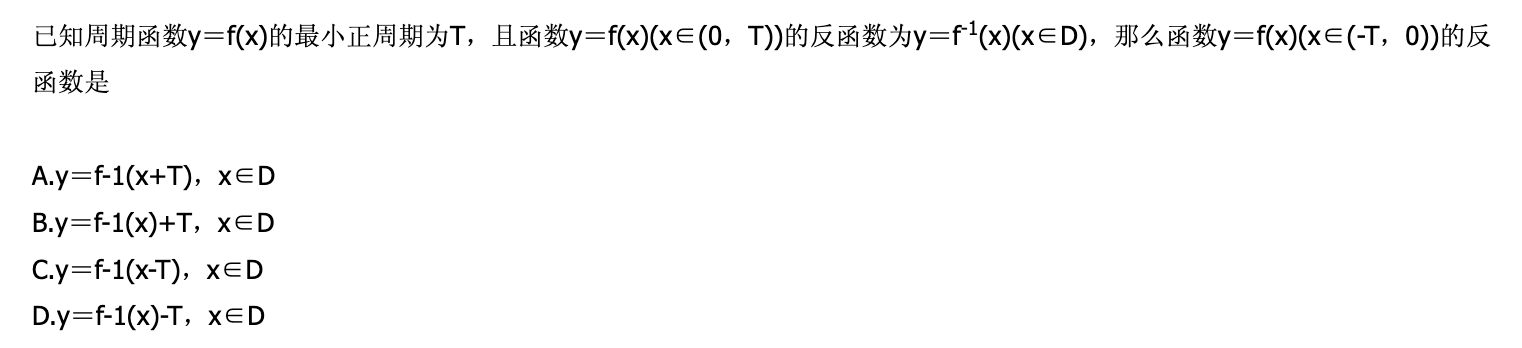 已知周期函数y＝f(x)的最小正周期为T，且函数y＝f(x)(x∈(0，T))的反函数为y＝f⁻¹(x)(x∈D)，那么函数y＝f(x)(x∈(-T，0))的反
函数是
A.y＝f-1(x+T)，x∈D
B.y＝f-1(x)+T，x∈D
C.y＝f-1(x-T)，x∈D
D.y＝f-1(x)-T，x∈D